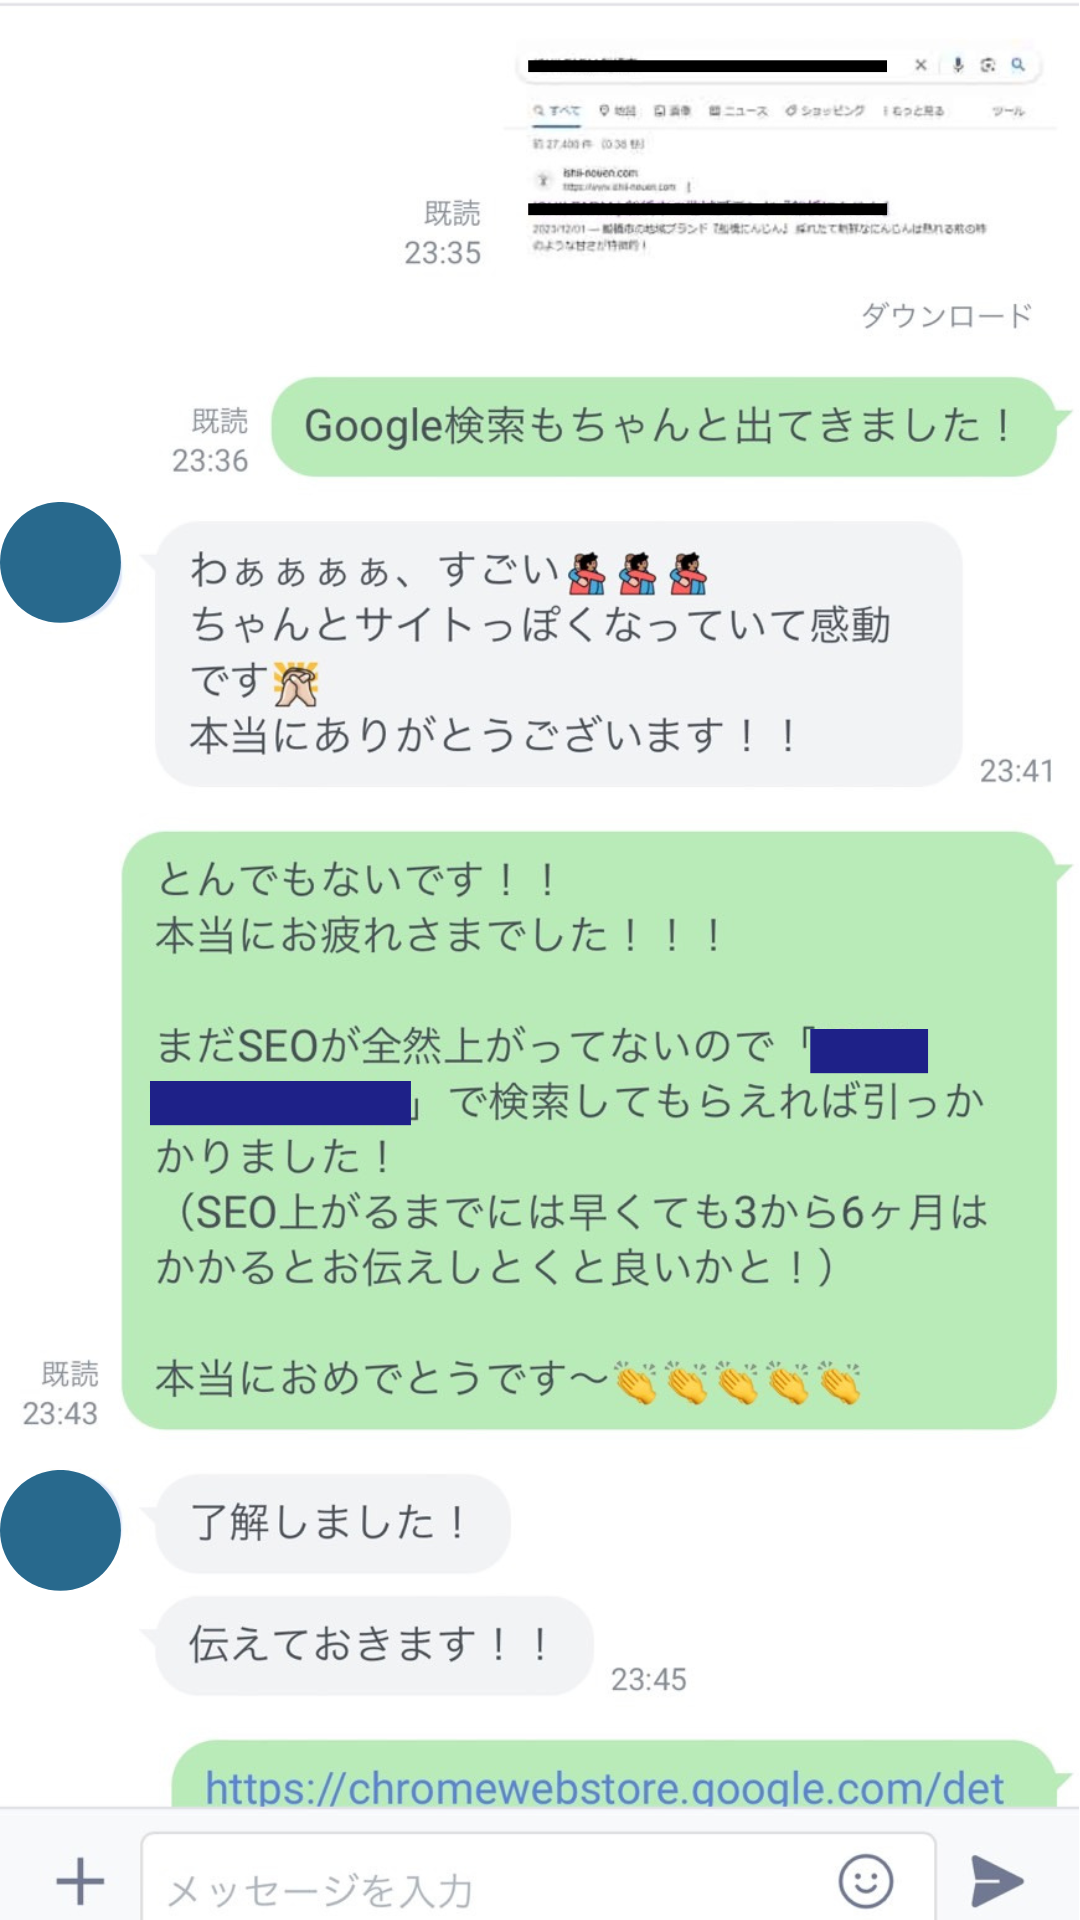 すべて 地図 画像 ニュース ショッピング もっと見る ツール
約 27,400 件 (0.38 秒)
ishii-nouen.com
https://www.ishii-nouen.com
既読
23:35
2023/12/01 — 船橋市の地域ブランド『船橋にんじん』 採れたて新鮮なにんじんは熟れる前の柿
のような甘さが特徴的！
ダウンロード
既読
23:36
Google検索もちゃんと出てきました！
わぁぁぁぁ、すごい
ちゃんとサイトっぽくなっていて感動
です
本当にありがとうございます！！
23:41
とんでもないです！！
本当にお疲れさまでした！！！
まだSEOが全然上がってないので「
」で検索してもらえれば引っか
かりました！
（SEO上がるまでには早くても3から6ヶ月は
かかるとお伝えしとくと良いかと！）
本当におめでとうです〜👏👏👏👏👏
既読
23:43
了解しました！
伝えておきます！！
23:45
https://chromewebstore.google.com/det
メッセージを入力